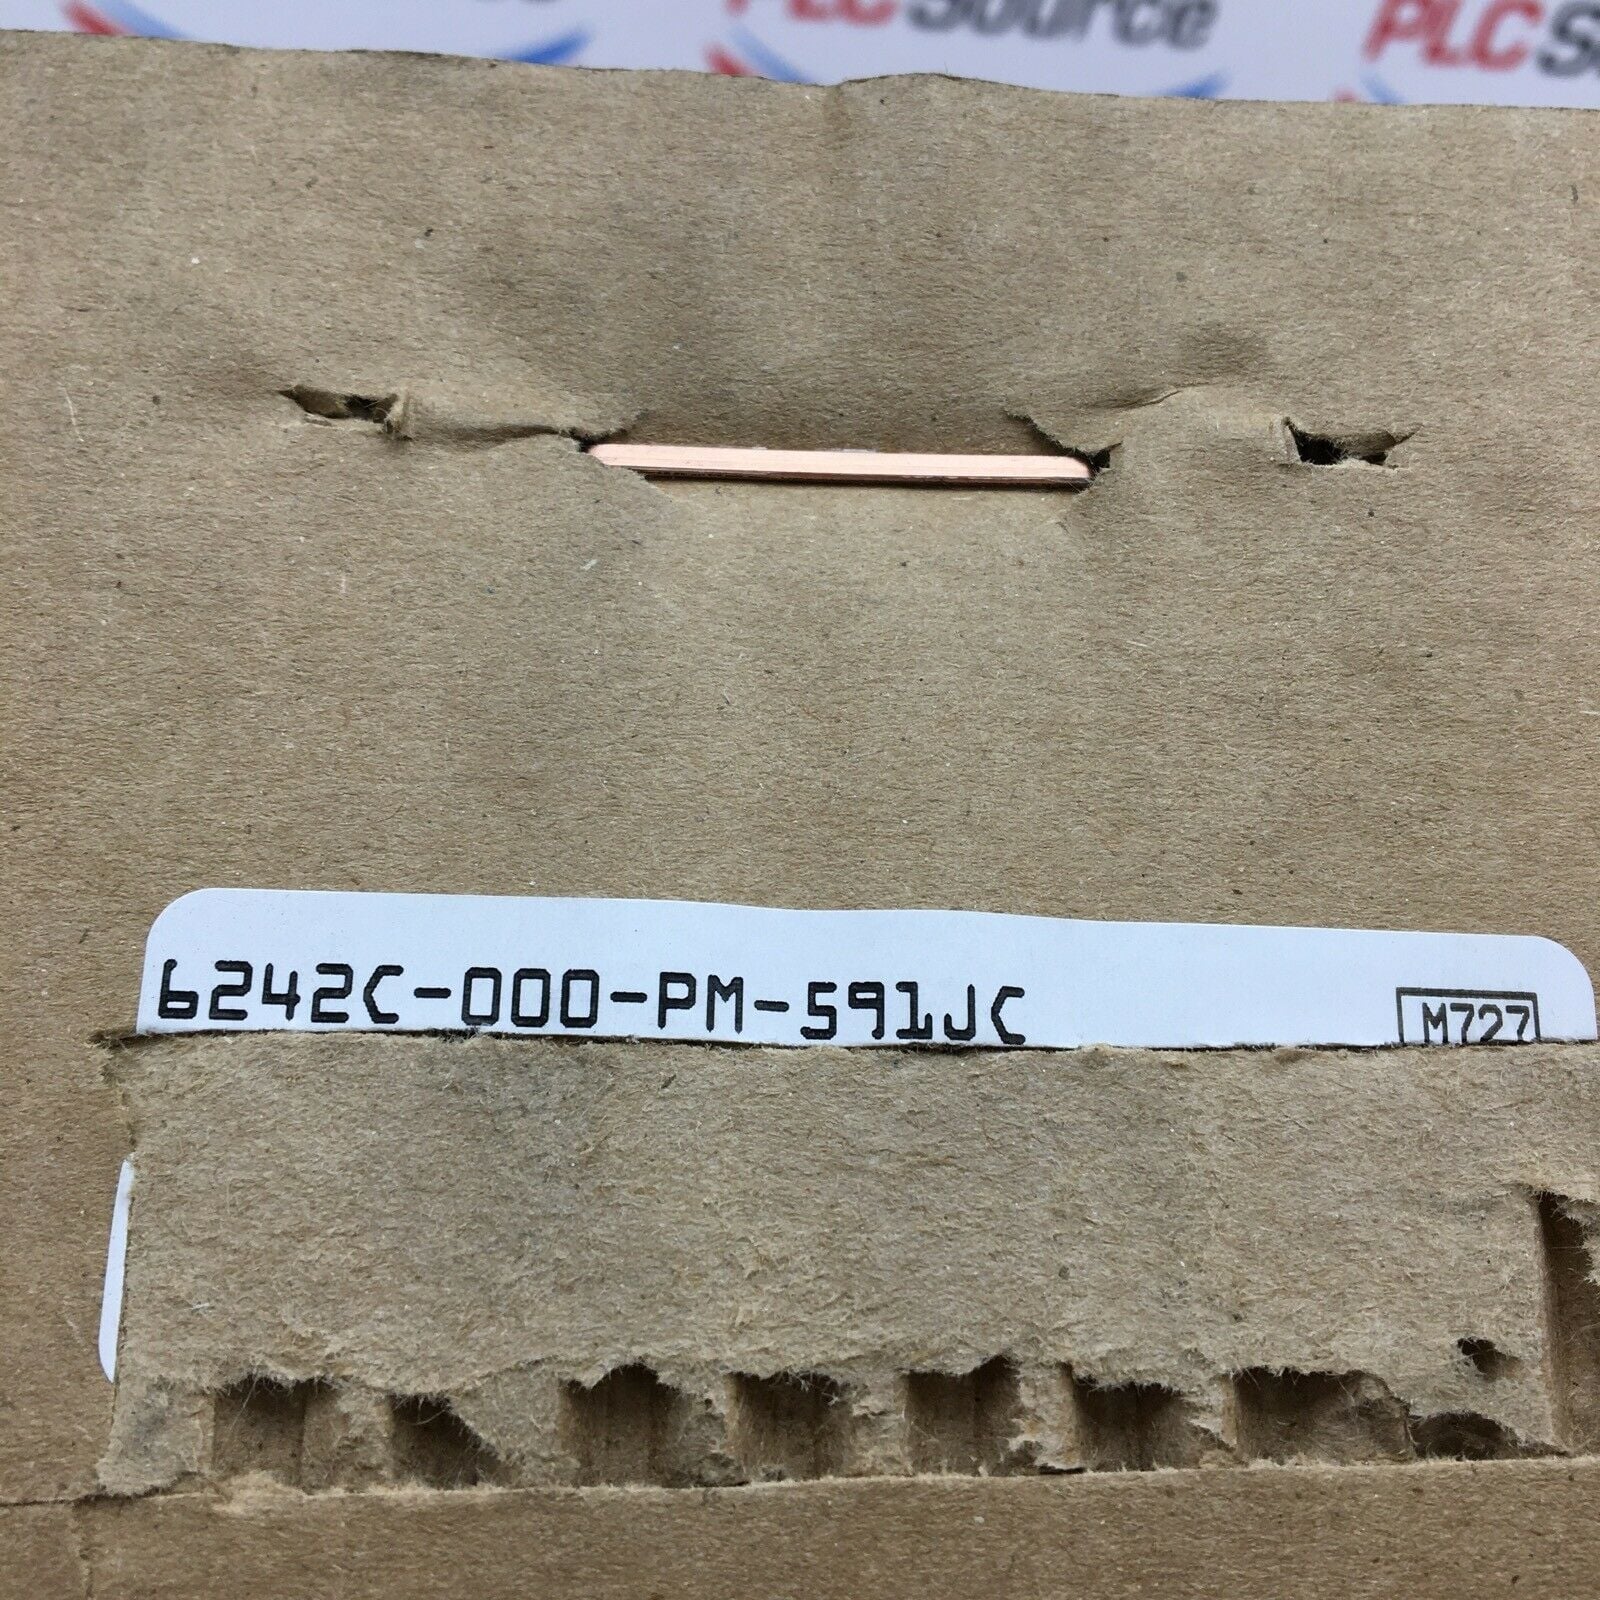 PLC Source
PLC S
6242C-000-PM-591JC
M727